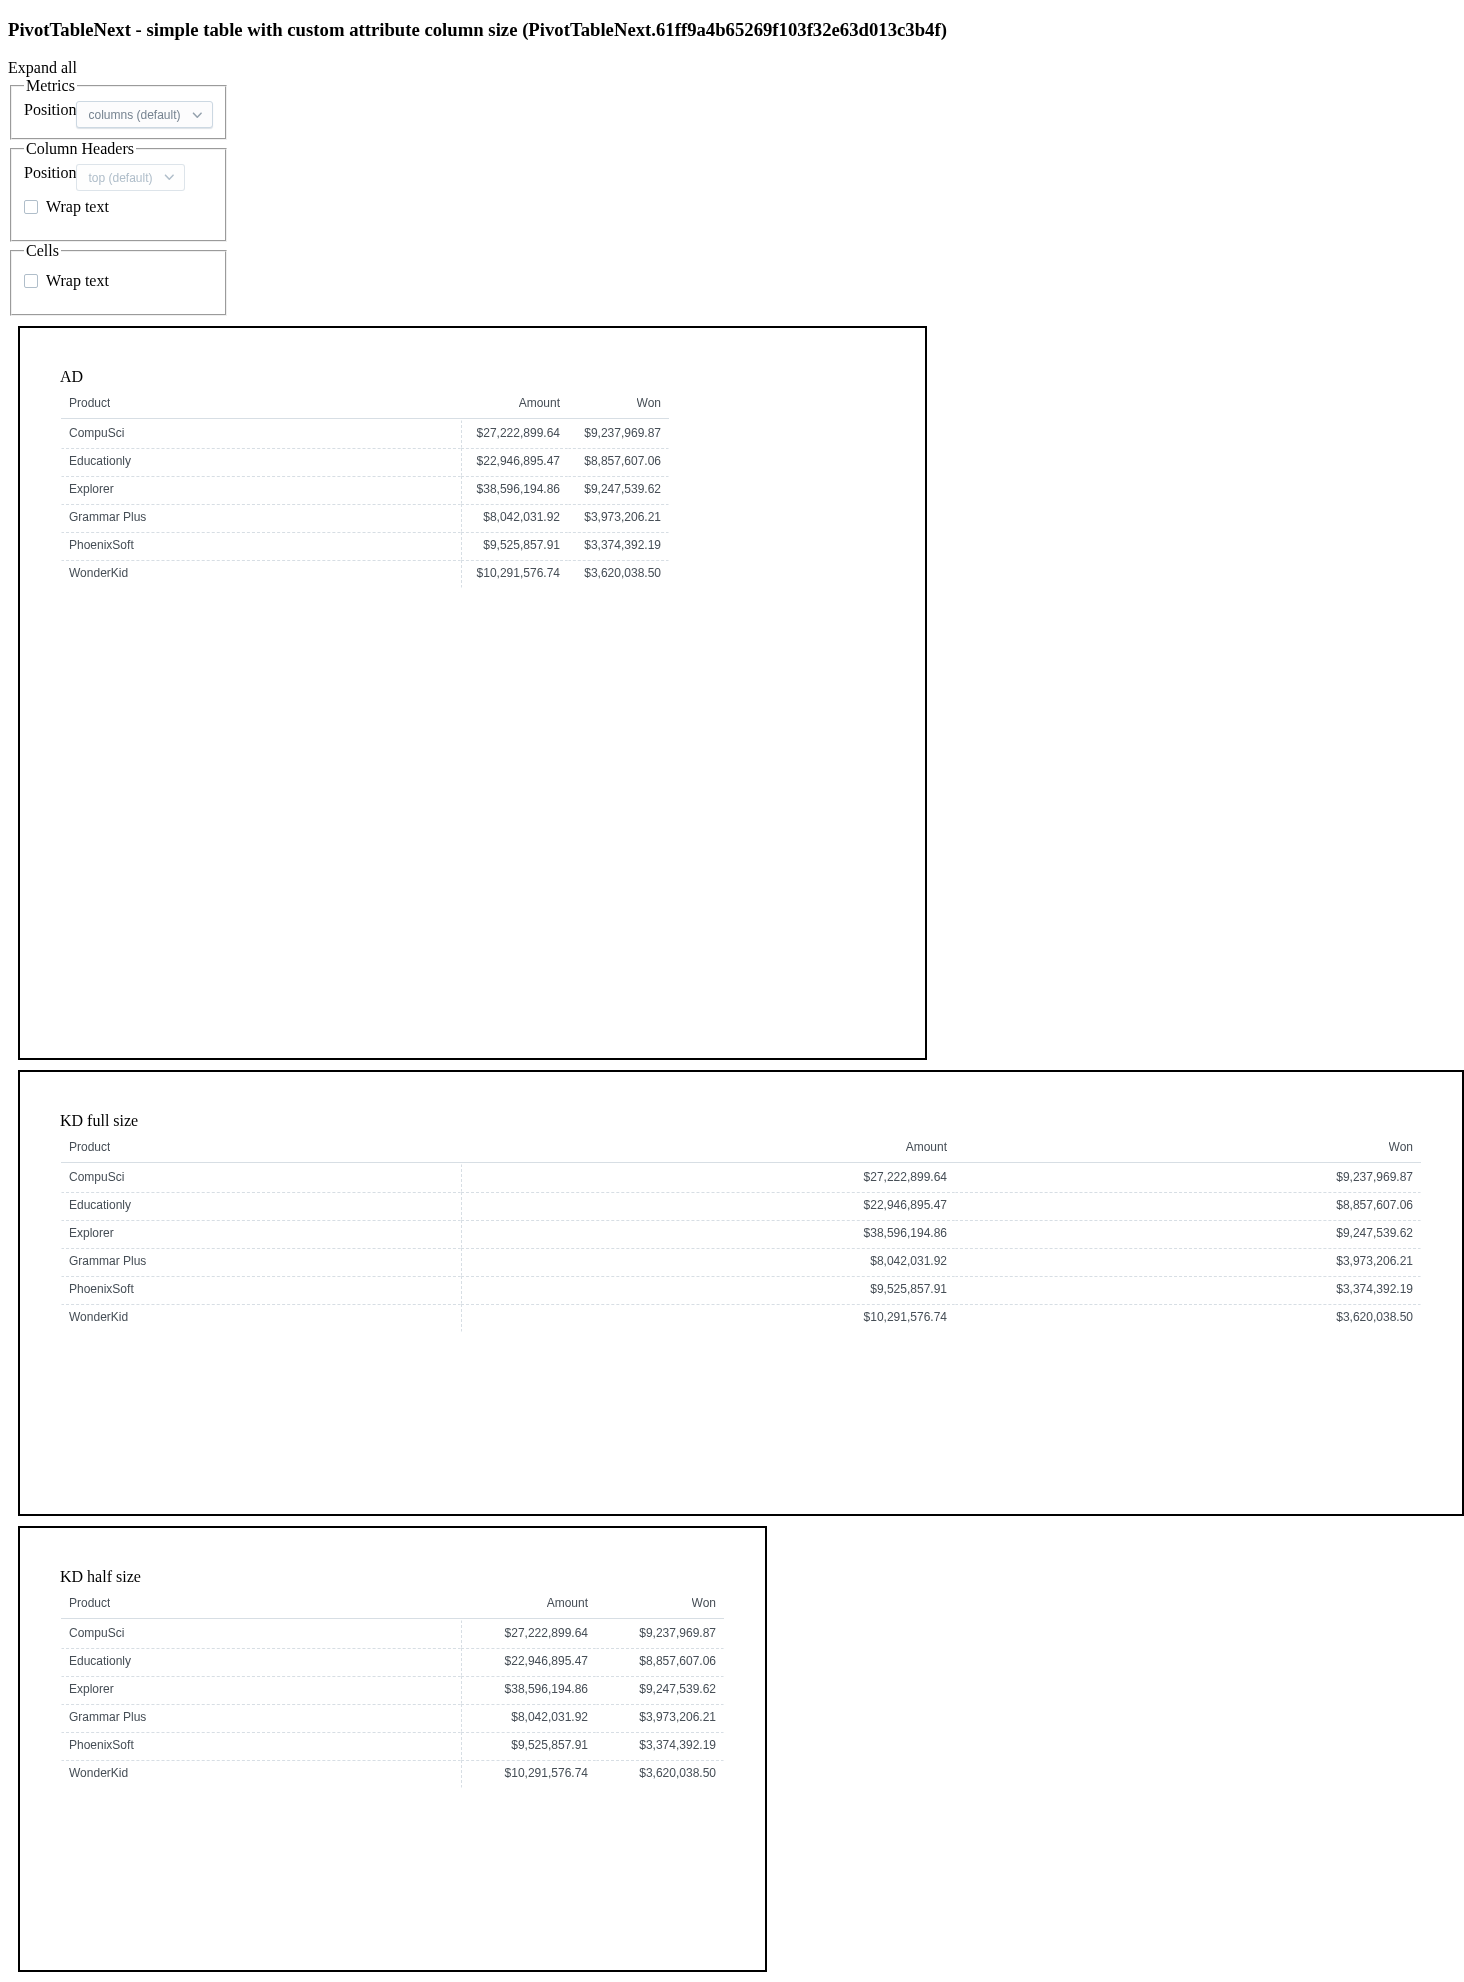 PivotTableNext - simple table with custom attribute column size (PivotTableNext.61ff9a4b65269f103f32e63d013c3b4f)
Expand all
Metrics
Position columns (default)
Column Headers
Position top (default)
Wrap text
Cells
Wrap text
AD
Product Amount Won
CompuSci $27,222,899.64 $9,237,969.87
Educationly $22,946,895.47 $8,857,607.06
Explorer $38,596,194.86 $9,247,539.62
Grammar Plus $8,042,031.92 $3,973,206.21
PhoenixSoft $9,525,857.91 $3,374,392.19
WonderKid $10,291,576.74 $3,620,038.50
KD full size
Product Amount Won
CompuSci $27,222,899.64 $9,237,969.87
Educationly $22,946,895.47 $8,857,607.06
Explorer $38,596,194.86 $9,247,539.62
Grammar Plus $8,042,031.92 $3,973,206.21
PhoenixSoft $9,525,857.91 $3,374,392.19
WonderKid $10,291,576.74 $3,620,038.50
KD half size
Product Amount Won
CompuSci $27,222,899.64 $9,237,969.87
Educationly $22,946,895.47 $8,857,607.06
Explorer $38,596,194.86 $9,247,539.62
Grammar Plus $8,042,031.92 $3,973,206.21
PhoenixSoft $9,525,857.91 $3,374,392.19
WonderKid $10,291,576.74 $3,620,038.50